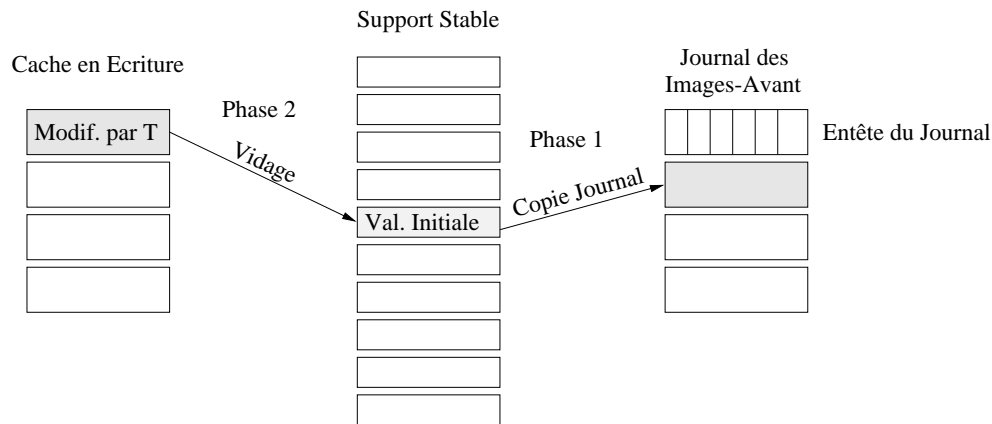 Support Stable
Cache en Ecriture
Journal des
Images-Avant
Phase 2
Modif. par T
Phase 1
Entête du Journal
Vidage
Copie Journal
Val. Initiale